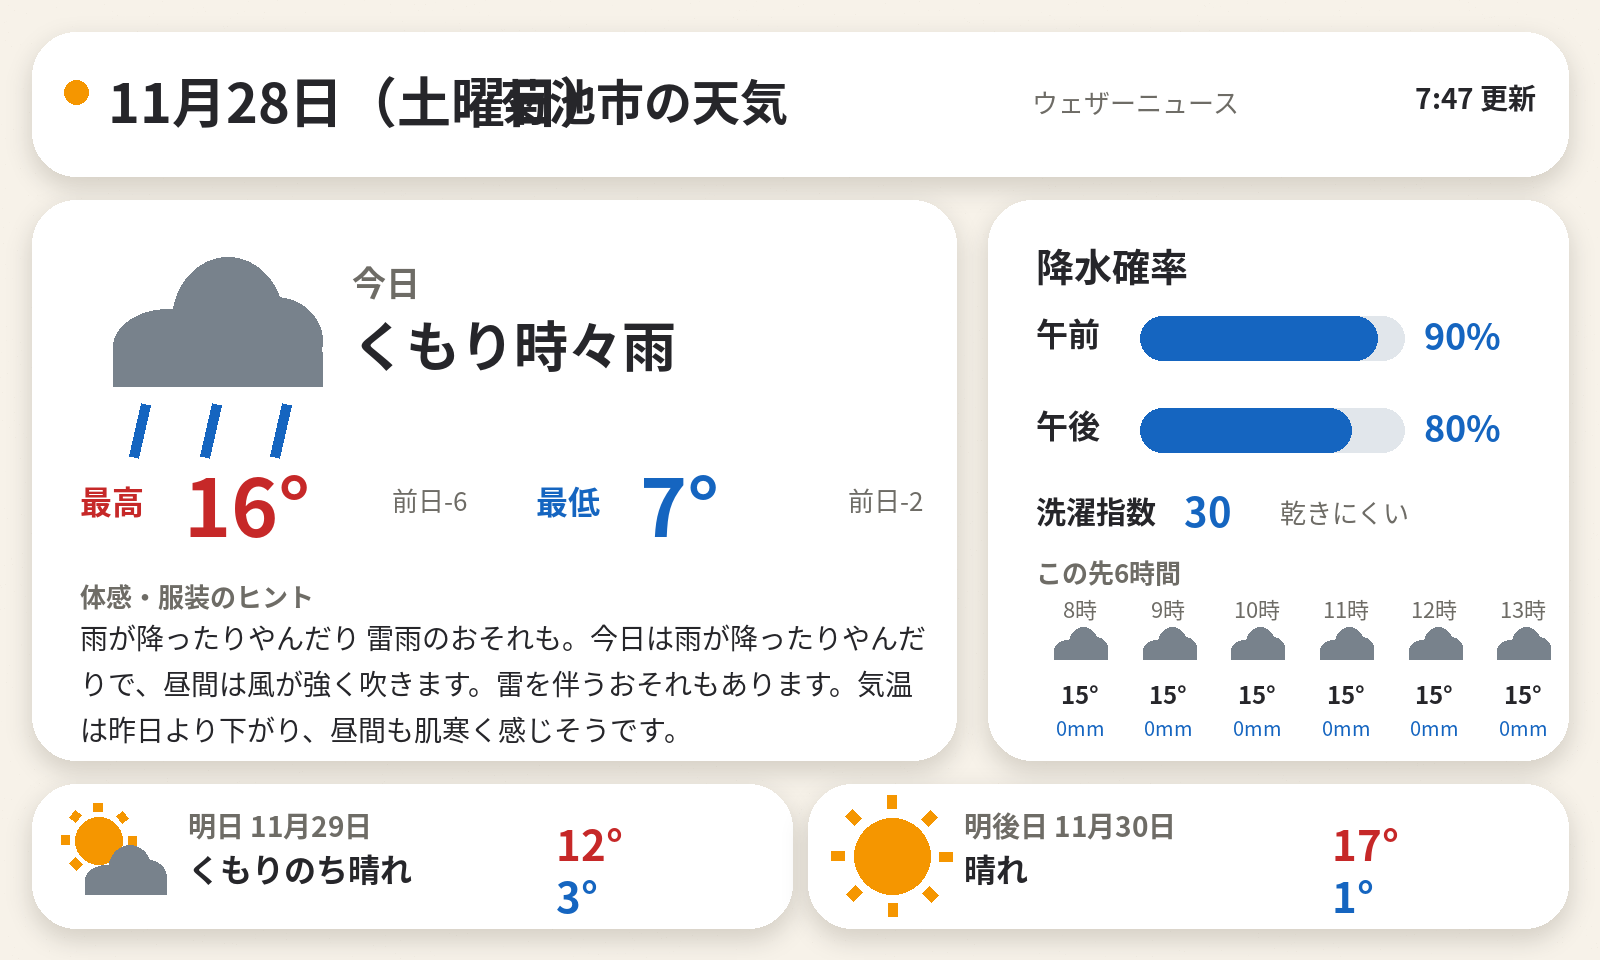 11月28日（土曜日）
菊池市の天気
ウェザーニュース
7:47 更新
今日
くもり時々雨
最高 16° 前日-6 最低 7° 前日-2
体感・服装のヒント
雨が降ったりやんだり 雷雨のおそれも。今日は雨が降ったりやんだ
りで、昼間は風が強く吹きます。雷を伴うおそれもあります。気温
は昨日より下がり、昼間も肌寒く感じそうです。
降水確率
午前 90%
午後 80%
洗濯指数 30 乾きにくい
この先6時間
8時 9時 10時 11時 12時 13時
15° 15° 15° 15° 15° 15°
0mm 0mm 0mm 0mm 0mm 0mm
明日 11月29日
くもりのち晴れ
12°
3°
明後日 11月30日
晴れ
17°
1°